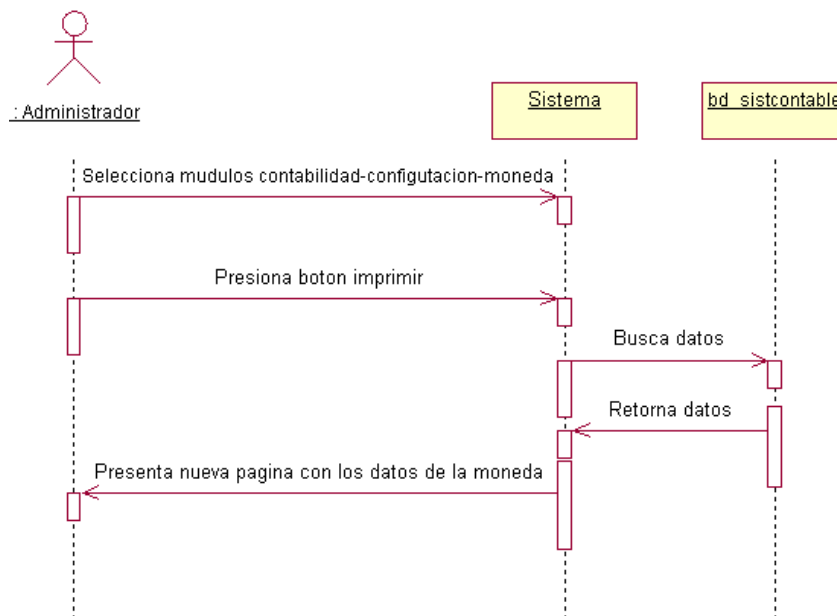 : Administrador
Sistema
bd_sistcontable
Selecciona mudulos contabilidad-configutacion-moneda
Presiona boton imprimir
Busca datos
Retorna datos
Presenta nueva pagina con los datos de la moneda